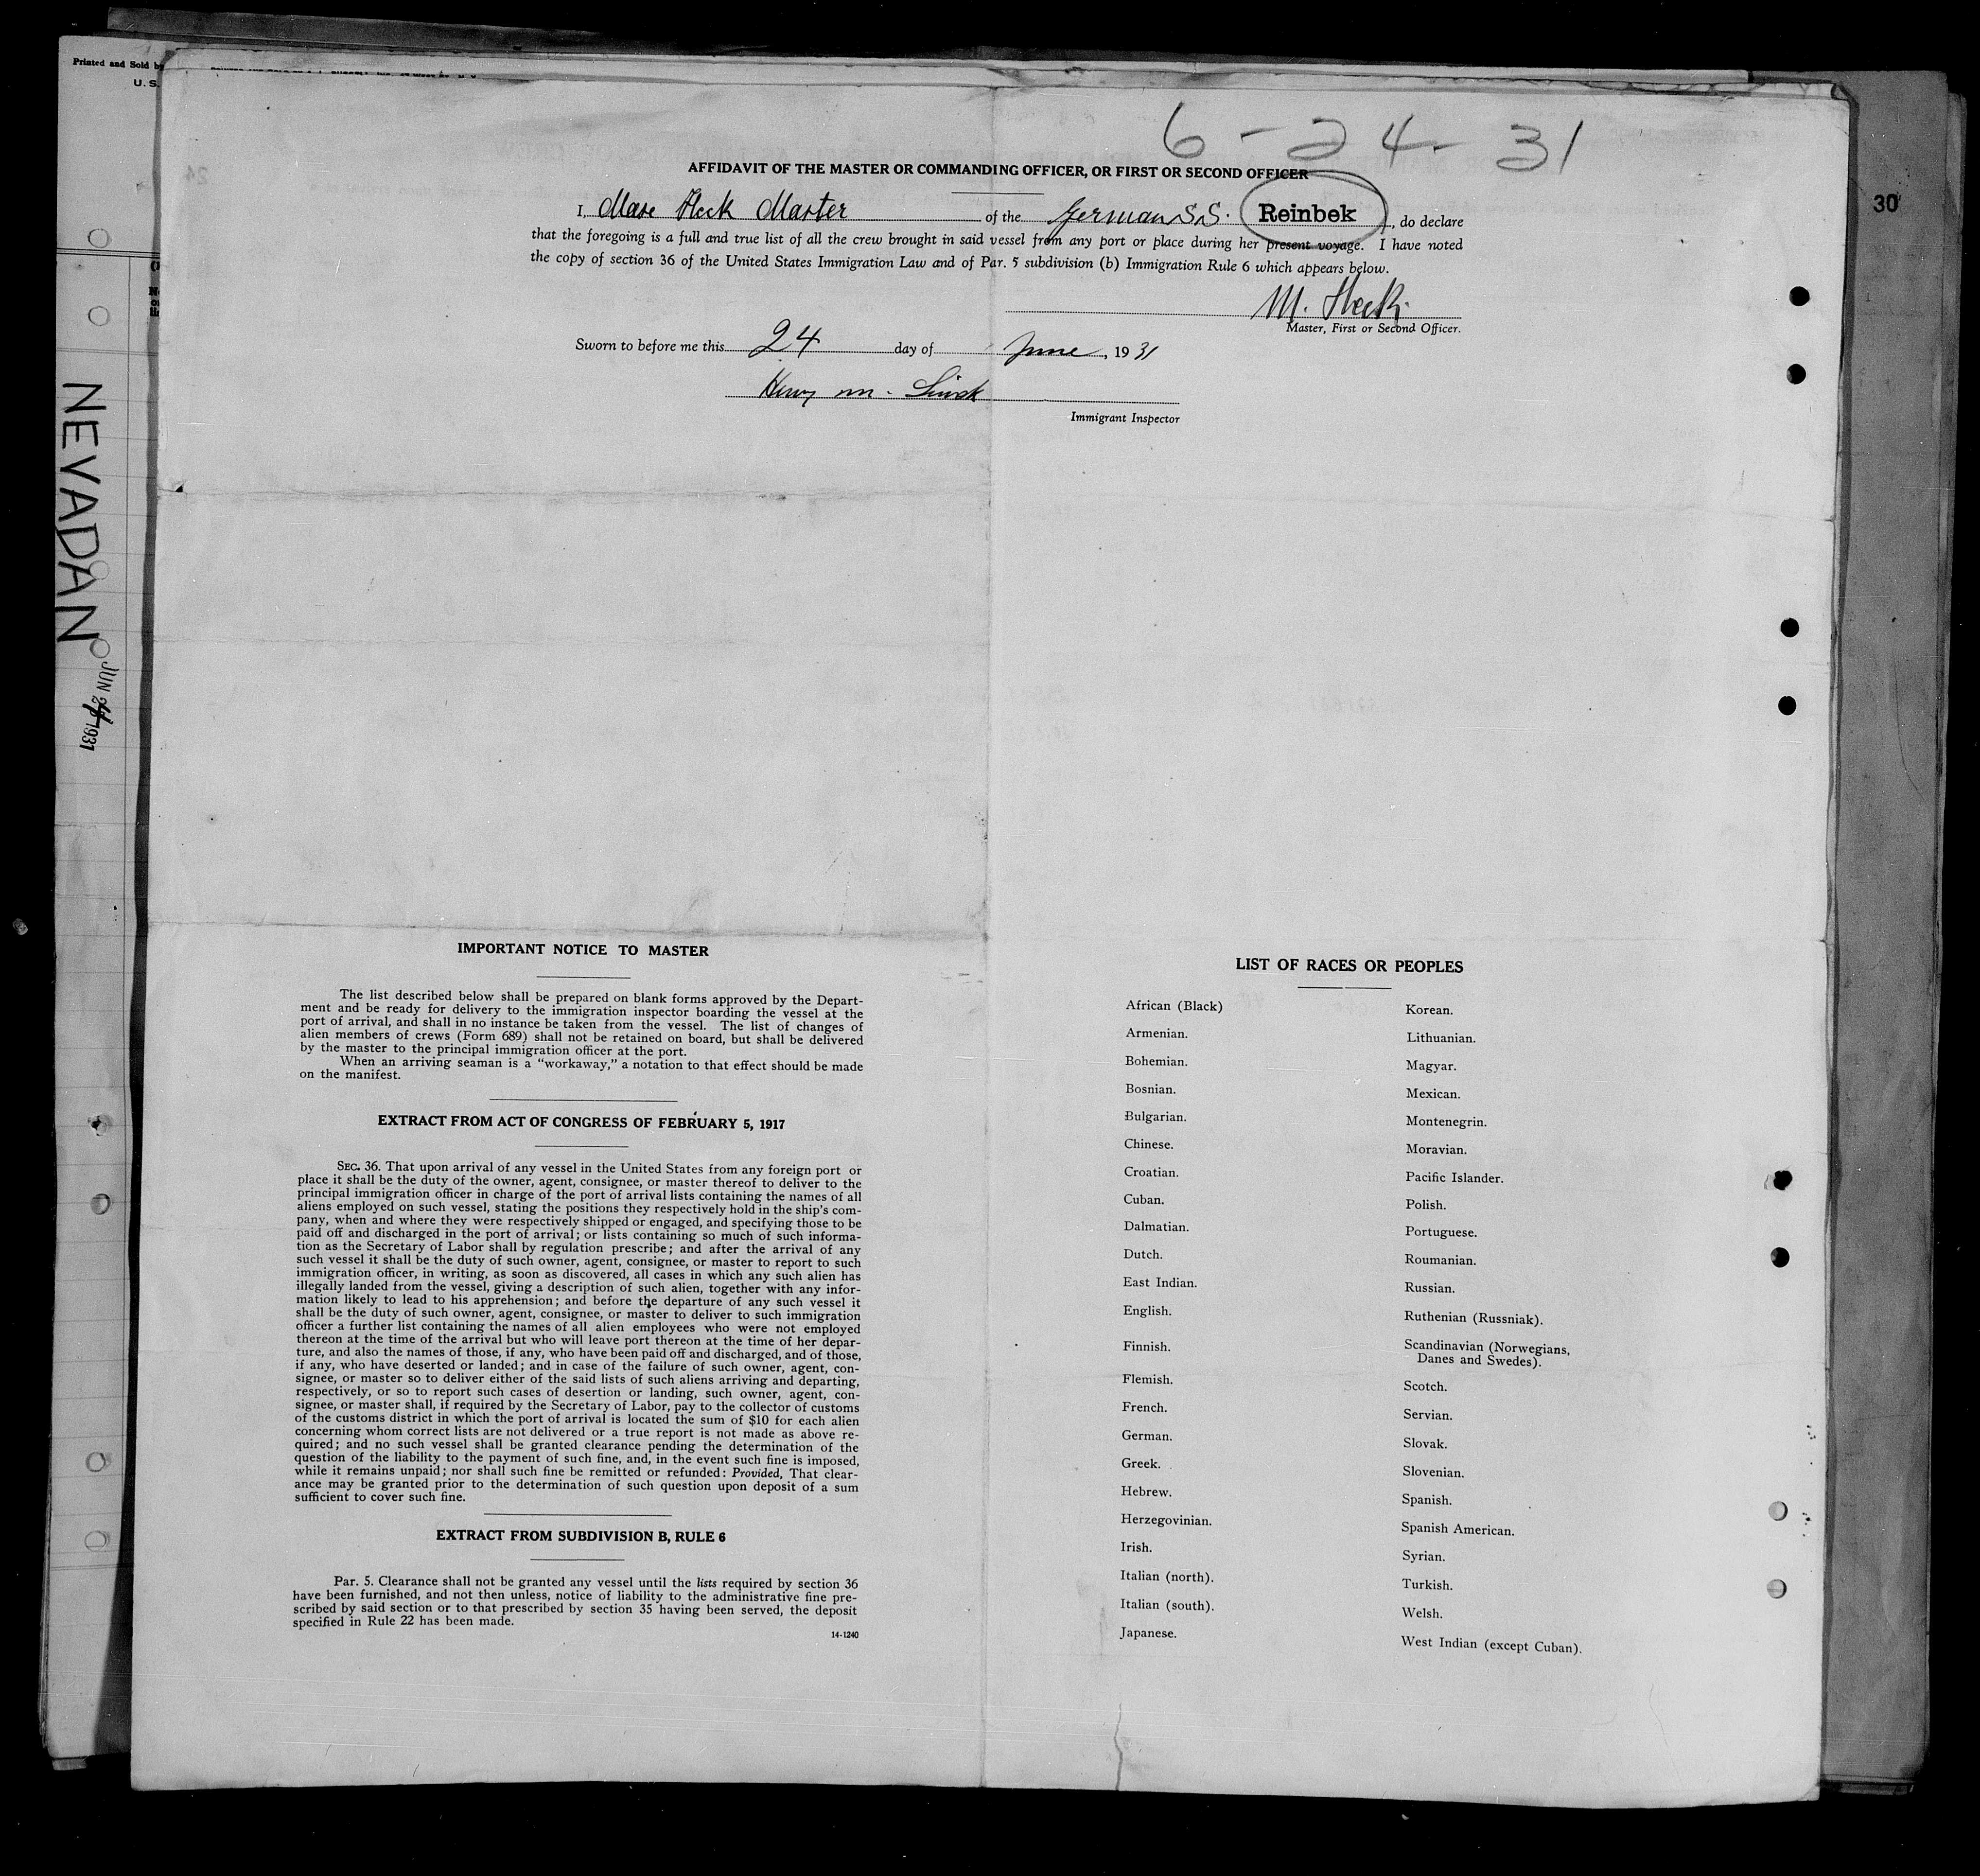 Printed and Sold by
U. S.
6-24-31
AFFIDAVIT OF THE MASTER OR COMMANDING OFFICER, OR FIRST OR SECOND OFFICER
I, Master of the German S.S. Reinbek, do declare
that the foregoing is a full and true list of all the crew brought in said vessel from any port or place during her present voyage. I have noted
the copy of section 36 of the United States Immigration Law and of Par. 5 subdivision (b) Immigration Rule 6 which appears below.
M.
Master, First or Second Officer.
Sworn to before me this 24 day of June, 1931
Henry M.
Immigrant Inspector
30
NEVADAN
JUN 24 1931
IMPORTANT NOTICE TO MASTER
The list described below shall be prepared on blank forms approved by the Depart-
ment and be ready for delivery to the immigration inspector boarding the vessel at the
port of arrival, and shall in no instance be taken from the vessel. The list of changes of
alien members of crews (Form 689) shall not be retained on board, but shall be delivered
by the master to the principal immigration officer at the port.
When an arriving seaman is a “workaway,” a notation to that effect should be made
on the manifest.
EXTRACT FROM ACT OF CONGRESS OF FEBRUARY 5, 1917
SEC. 36. That upon arrival of any vessel in the United States from any foreign port or
place it shall be the duty of the owner, agent, consignee, or master thereof to deliver to the
principal immigration officer in charge of the port of arrival lists containing the names of all
aliens employed on such vessel, stating the positions they respectively hold in the ship's com-
pany, when and where they were respectively shipped or engaged, and specifying those to be
paid off and discharged in the port of arrival; or lists containing so much of such informa-
tion as the Secretary of Labor shall by regulation prescribe; and after the arrival of any
such vessel it shall be the duty of such owner, agent, consignee, or master to report to such
immigration officer, in writing, as soon as discovered, all cases in which any such alien has
illegally landed from the vessel, giving a description of such alien, together with any infor-
mation likely to lead to his apprehension; and before the departure of any such vessel it
shall be the duty of such owner, agent, consignee, or master to deliver to such immigration
officer a further list containing the names of all alien employees who were not employed
thereon at the time of the arrival but who will leave port thereon at the time of her depar-
ture, and also the names of those, if any, who have been paid off and discharged, and of those,
if any, who have deserted or landed; and in case of the failure of such owner, agent, con-
signee, or master so to deliver either of the said lists of such aliens arriving and departing,
respectively, or so to report such cases of desertion or landing, such owner, agent, con-
signee, or master shall, if required by the Secretary of Labor, pay to the collector of customs
of the customs district in which the port of arrival is located the sum of $10 for each alien
concerning whom correct lists are not delivered or a true report is not made as above re-
quired; and no such vessel shall be granted clearance pending the determination of the
question of the liability to the payment of such fine, and, in the event such fine is imposed,
while it remains unpaid; nor shall such fine be remitted or refunded: Provided, That clear-
ance may be granted prior to the determination of such question upon deposit of a sum
sufficient to cover such fine.
EXTRACT FROM SUBDIVISION B, RULE 6
Par. 5. Clearance shall not be granted any vessel until the lists required by section 36
have been furnished, and not then unless, notice of liability to the administrative fine pre-
scribed by said section or to that prescribed by section 35 having been served, the deposit
specified in Rule 22 has been made.
14-1240
LIST OF RACES OR PEOPLES
African (Black)
Armenian.
Bohemian.
Bosnian.
Bulgarian.
Chinese.
Croatian.
Cuban.
Dalmatian.
Dutch.
East Indian.
English.
Finnish.
Flemish.
French.
German.
Greek.
Hebrew.
Herzegovinian.
Irish.
Italian (north).
Italian (south).
Japanese.
Korean.
Lithuanian.
Magyar.
Mexican.
Montenegrin.
Moravian.
Pacific Islander.
Polish.
Portuguese.
Roumanian.
Russian.
Ruthenian (Russniak).
Scandinavian (Norwegians,
Danes and Swedes).
Scotch.
Servian.
Slovak.
Slovenian.
Spanish.
Spanish American.
Syrian.
Turkish.
Welsh.
West Indian (except Cuban).